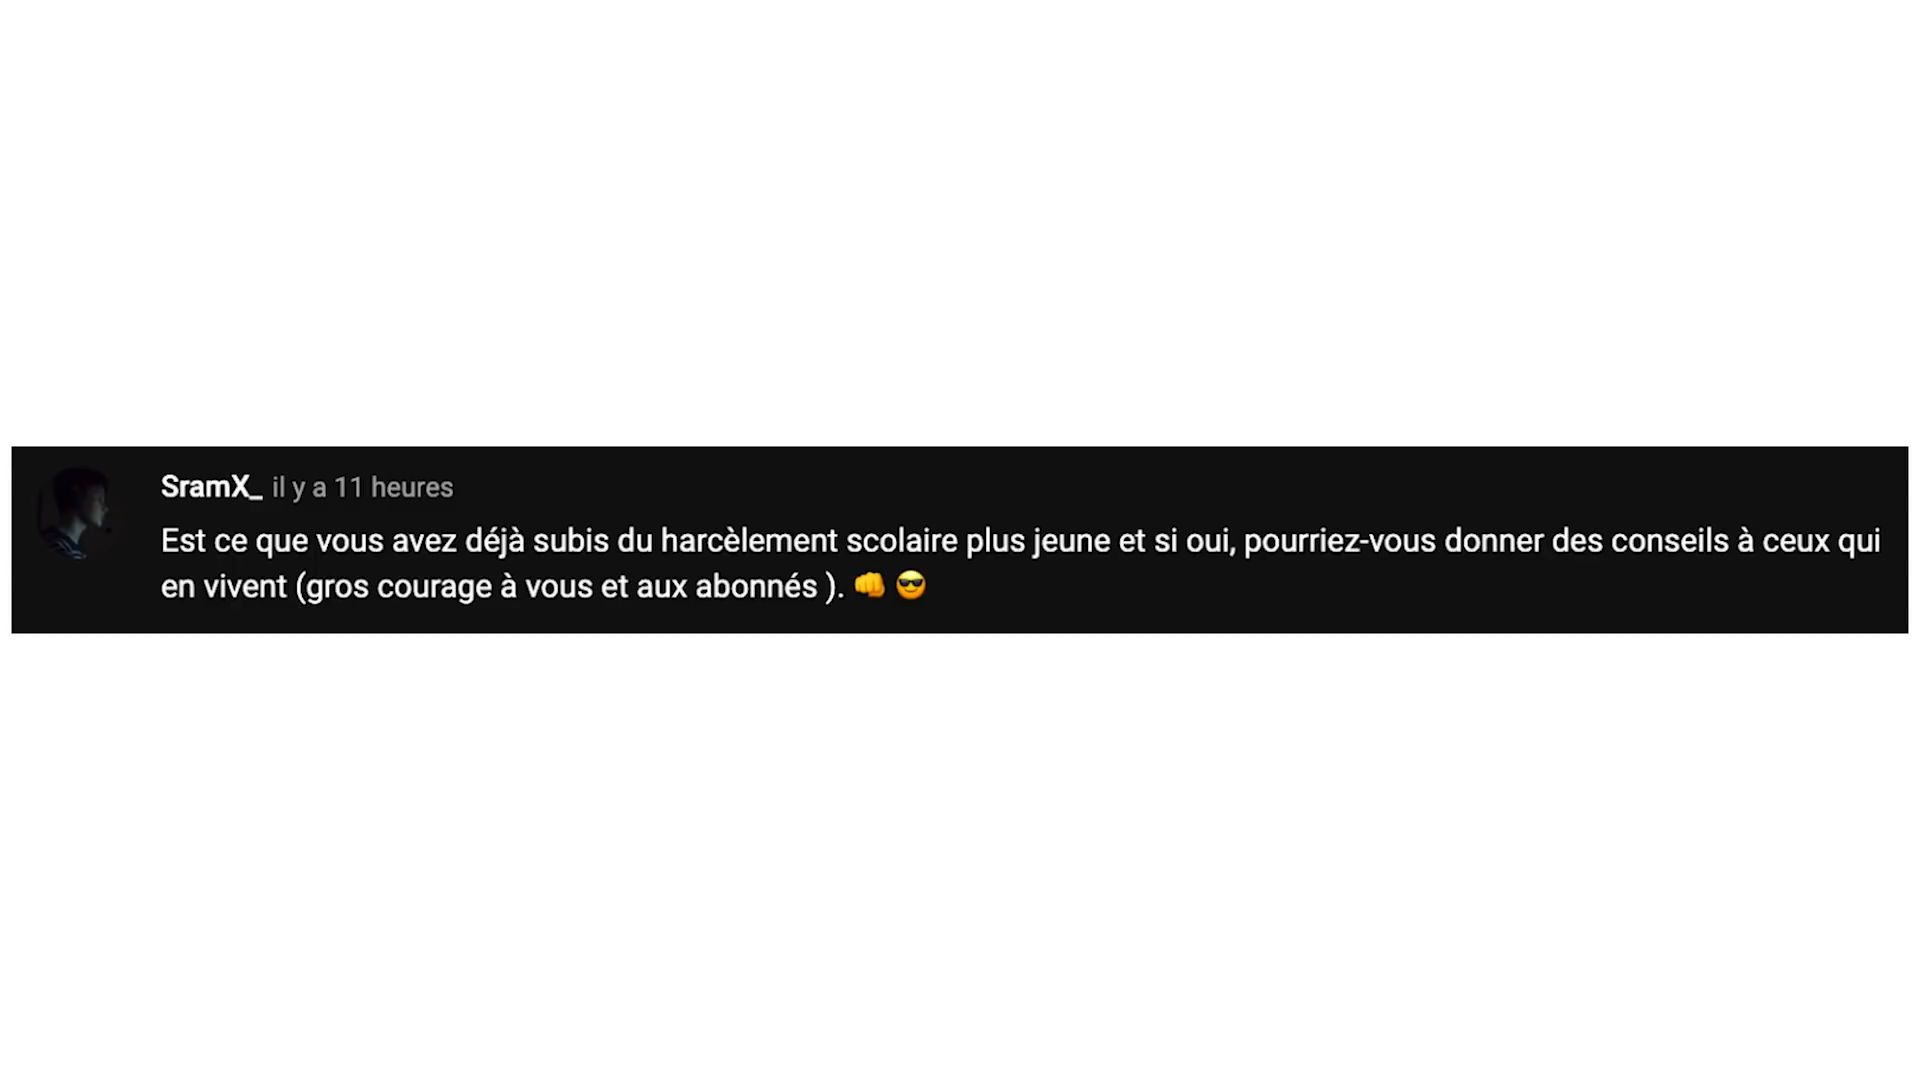 SramX_ il y a 11 heures
Est ce que vous avez déjà subis du harcèlement scolaire plus jeune et si oui, pourriez-vous donner des conseils à ceux qui
en vivent (gros courage à vous et aux abonnés ). 👊 😎